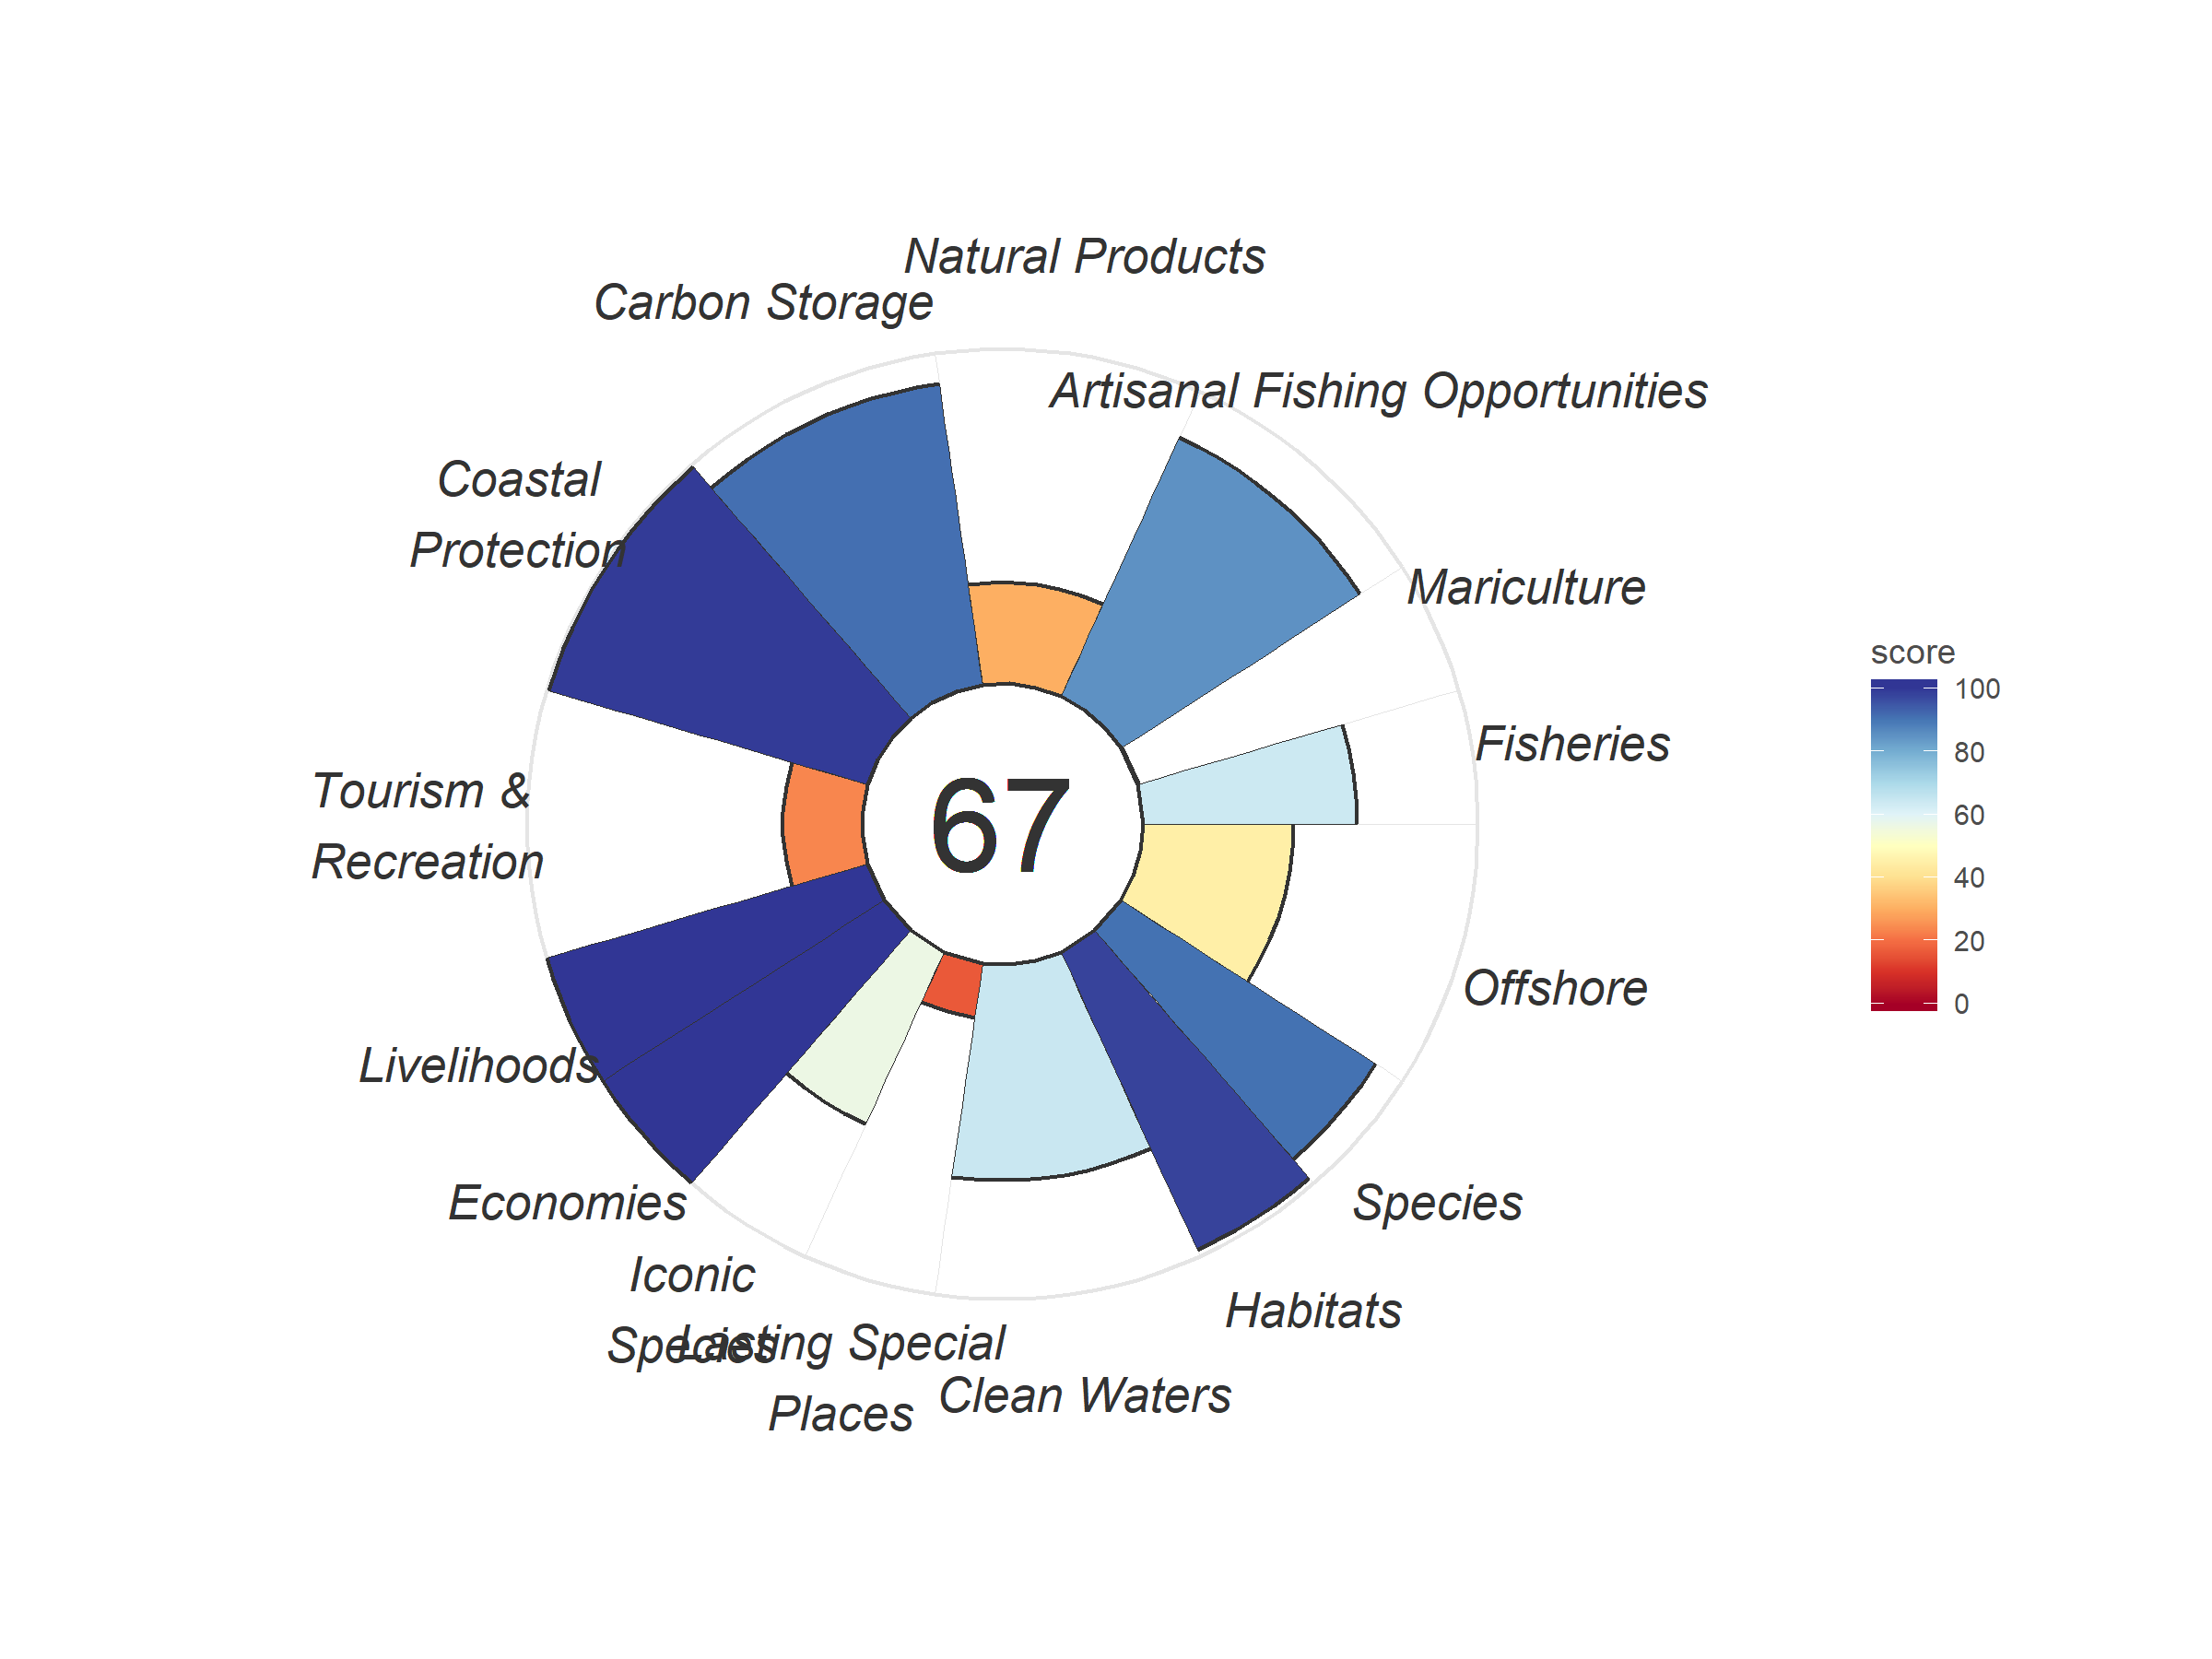 Natural Products
Carbon Storage
Artisanal Fishing Opportunities
Coastal
Protection
Mariculture
score
100
80
60
40
20
0
Fisheries
Tourism &
Recreation
67
Offshore
Livelihoods
Economies
Species
Iconic
Species
Habitats
Lasting Special
Places
Clean Waters